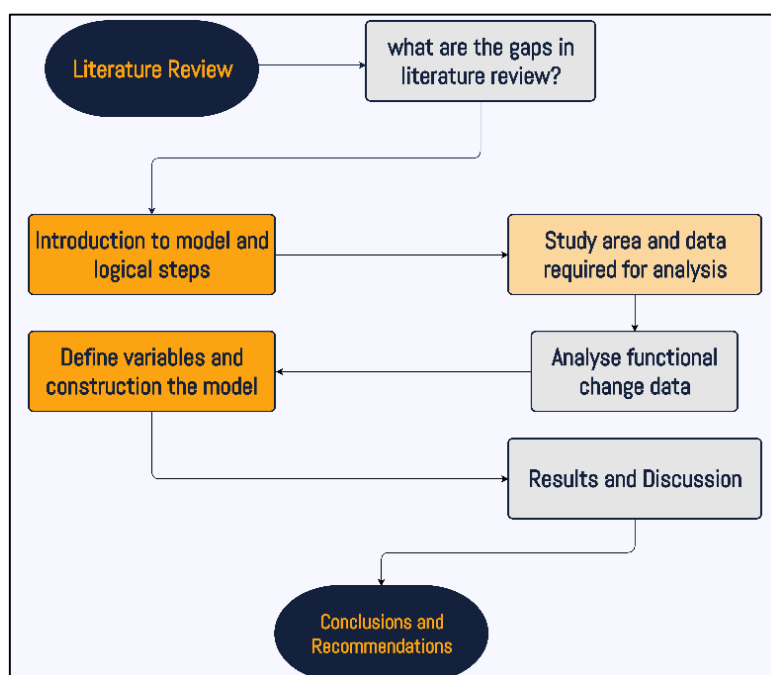 Literature Review
what are the gaps in
literature review?
Introduction to model and
logical steps
Study area and data
required for analysis
Define variables and
construction the model
Analyse functional
change data
Results and Discussion
Conclusions and
Recommendations